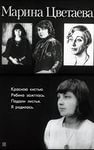 Марина Цветаева
Красною кистью
Рябина зажглась.
Падали листья,
Я родилась.